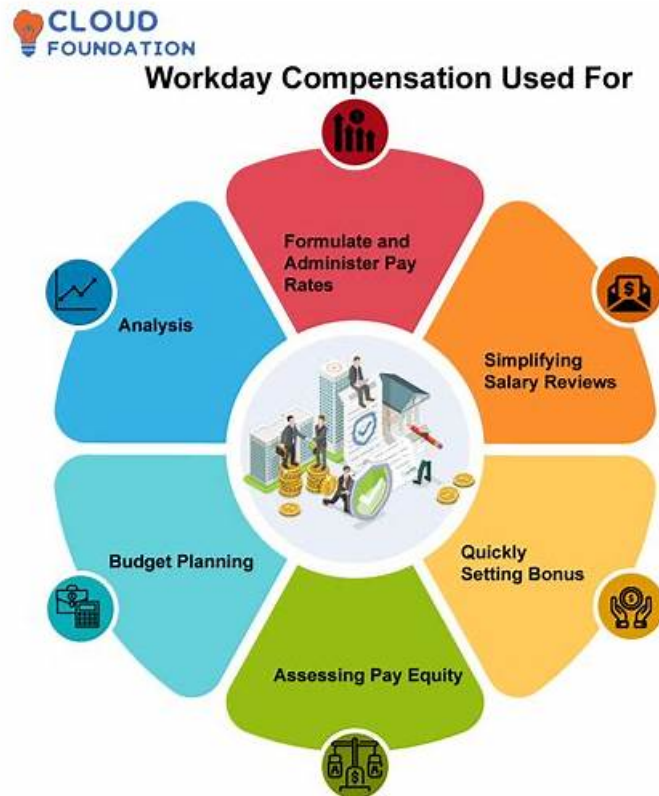 CLOUD
FOUNDATION
Workday Compensation Used For
Formulate and
Administer Pay
Rates
Simplifying
Salary Reviews
Quickly
Setting Bonus
Assessing Pay Equity
Budget Planning
Analysis